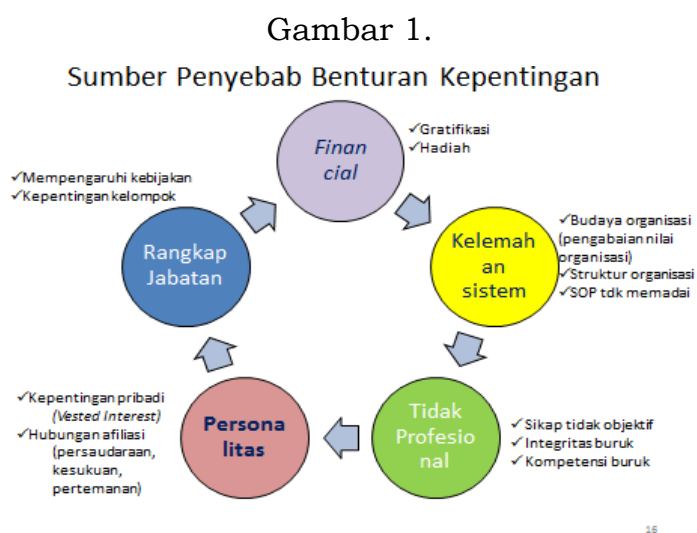 Gambar 1.
Sumber Penyebab Benturan Kepentingan
Finan
cial
✓Gratifikasi
✓Hadiah
Kelemah
an
sistem
✓Budaya organisasi
(pengabaian nilai
organisasi)
✓Struktur organisasi
✓SOP tdk memadai
Tidak
Profesio
nal
✓Sikap tidak objektif
✓Integritas buruk
✓Kompetensi buruk
Persona
litas
✓Kepentingan pribadi
(Vested Interest)
✓Hubungan afiliasi
(persaudaraan,
kesukuan,
pertemanan)
Rangkap
Jabatan
✓Mempengaruhi kebijakan
✓Kepentingan kelompok
16